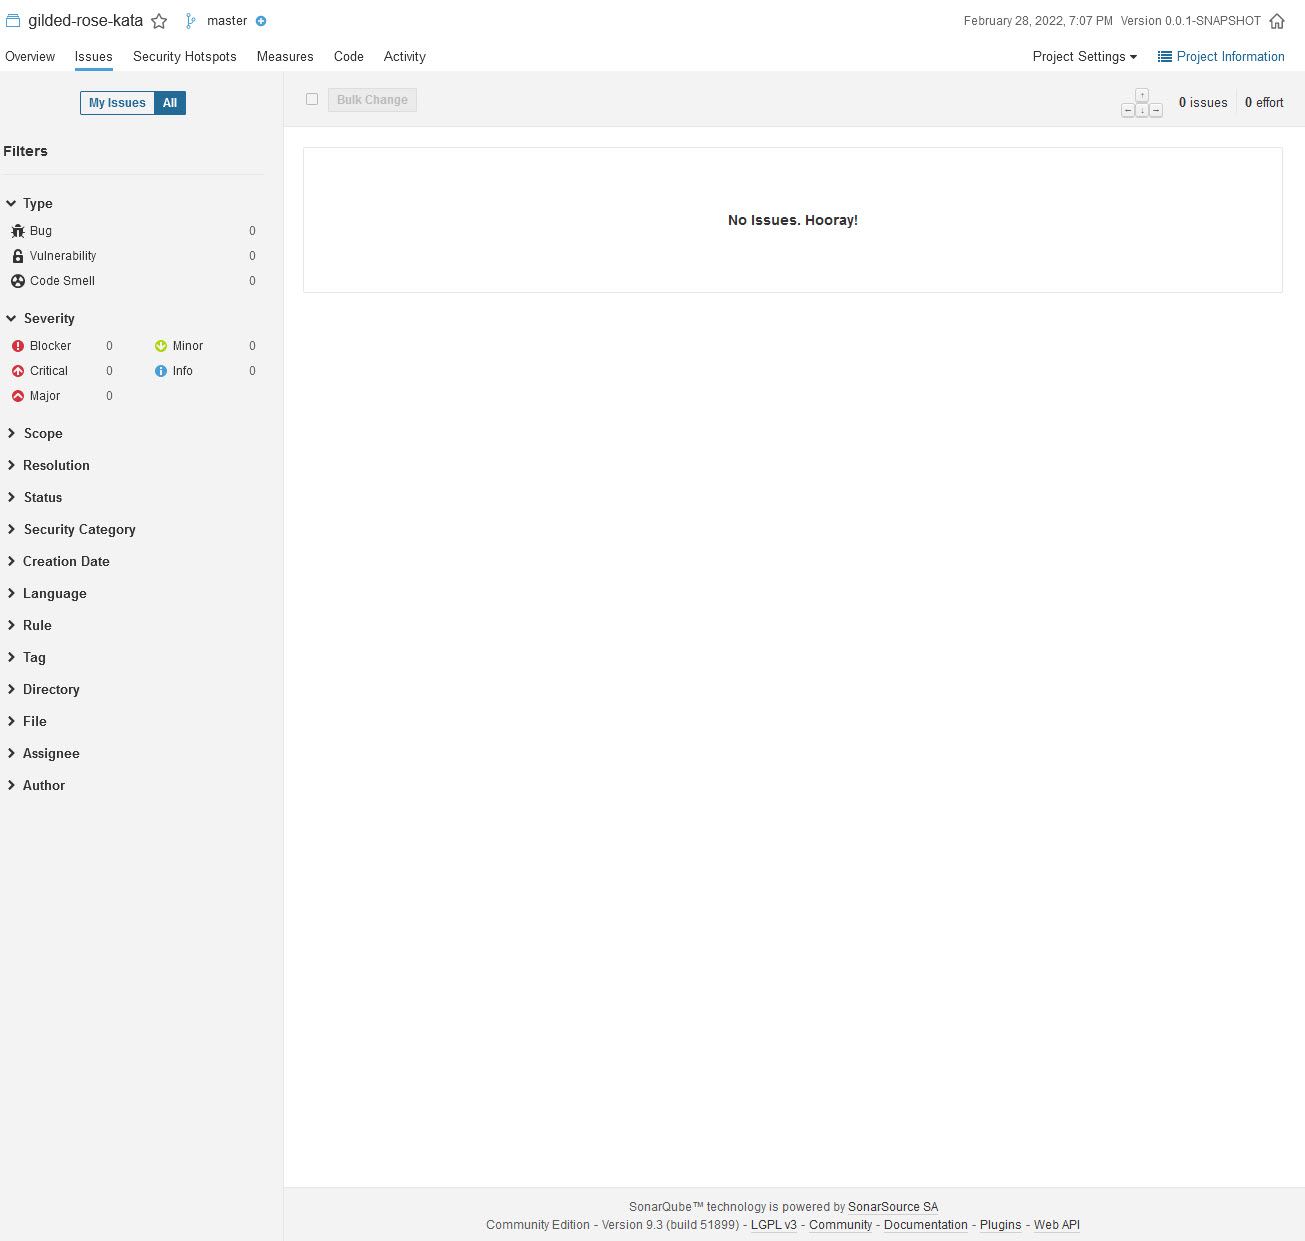 gilded-rose-kata master February 28, 2022, 7:07 PM Version 0.0.1-SNAPSHOT
Overview Issues Security Hotspots Measures Code Activity Project Settings Project Information
My Issues All
Bulk Change
↑
← ↓ →
0 issues 0 effort
Filters
Type
Bug 0
Vulnerability 0
Code Smell 0
Severity
Blocker 0 Minor 0
Critical 0 Info 0
Major 0
Scope
Resolution
Status
Security Category
Creation Date
Language
Rule
Tag
Directory
File
Assignee
Author
No Issues. Hooray!
SonarQube™ technology is powered by SonarSource SA
Community Edition - Version 9.3 (build 51899) - LGPL v3 - Community - Documentation - Plugins - Web API